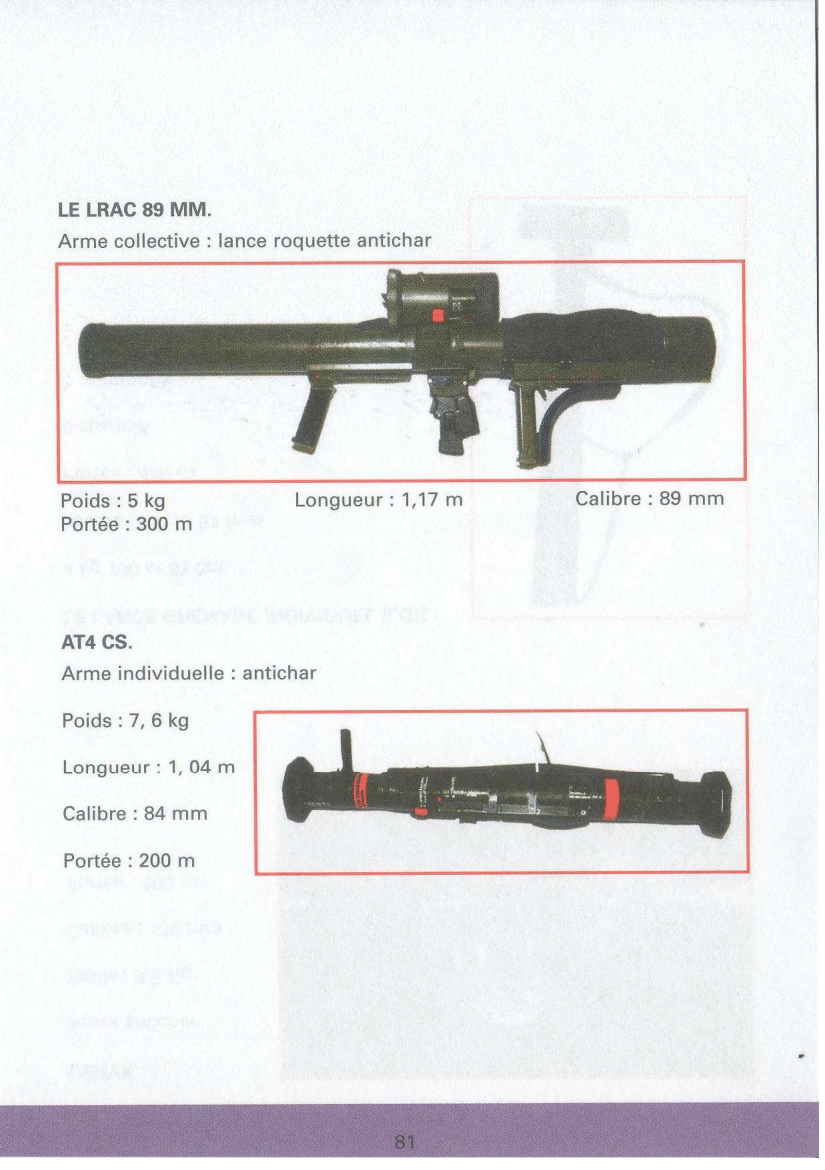 LE LRAC 89 MM.
Arme collective : lance roquette antichar
Poids : 5 kg Longueur : 1,17 m Calibre : 89 mm
Portée : 300 m
AT4 CS.
Arme individuelle : antichar
Poids : 7, 6 kg
Longueur : 1, 04 m
Calibre : 84 mm
Portée : 200 m
81